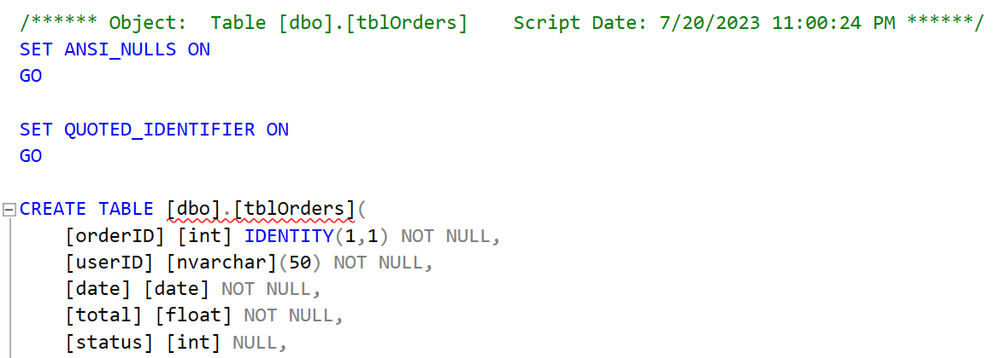 /****** Object:  Table [dbo].[tblOrders]    Script Date: 7/20/2023 11:00:24 PM ******/
SET ANSI_NULLS ON
GO
SET QUOTED_IDENTIFIER ON
GO
CREATE TABLE [dbo].[tblOrders](
[orderID] [int] IDENTITY(1,1) NOT NULL,
[userID] [nvarchar](50) NOT NULL,
[date] [date] NOT NULL,
[total] [float] NOT NULL,
[status] [int] NULL,